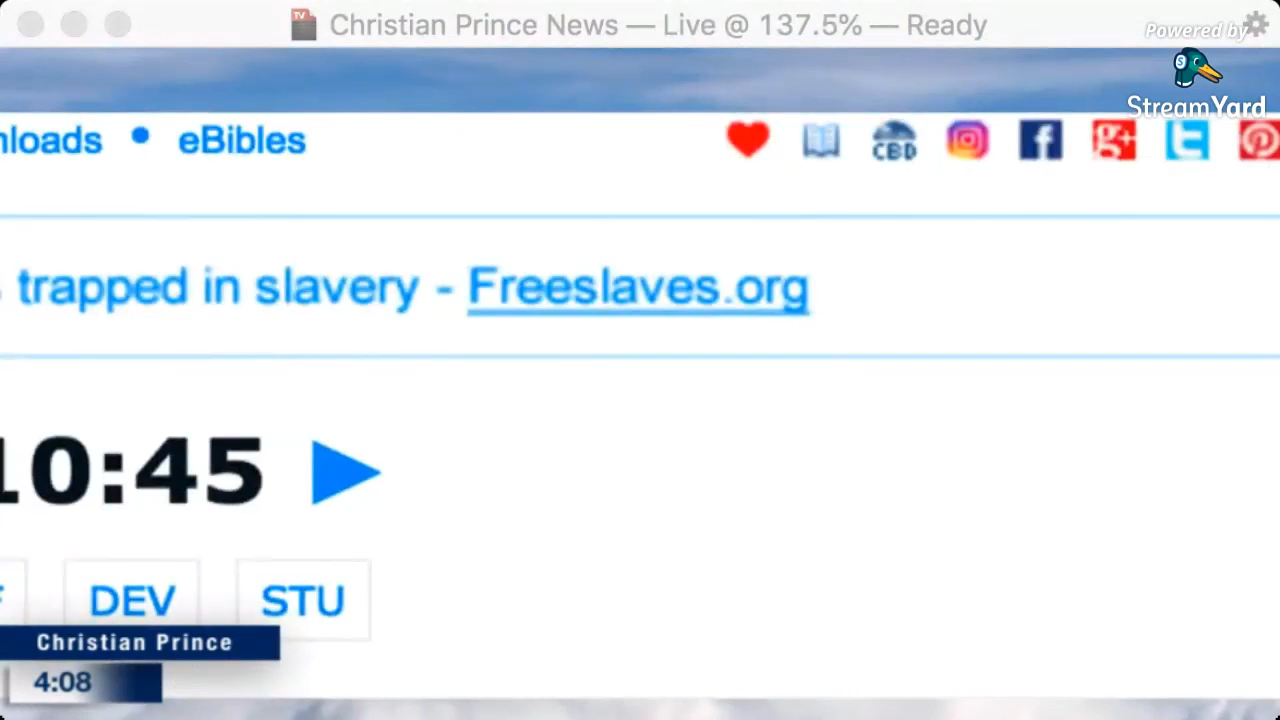 Christian Prince News — Live @ 137.5% — Ready
Powered by
StreamYard
nloads • eBibles
CBD
g+
trapped in slavery - Freeslaves.org
10:45
DEV STU
Christian Prince
4:08